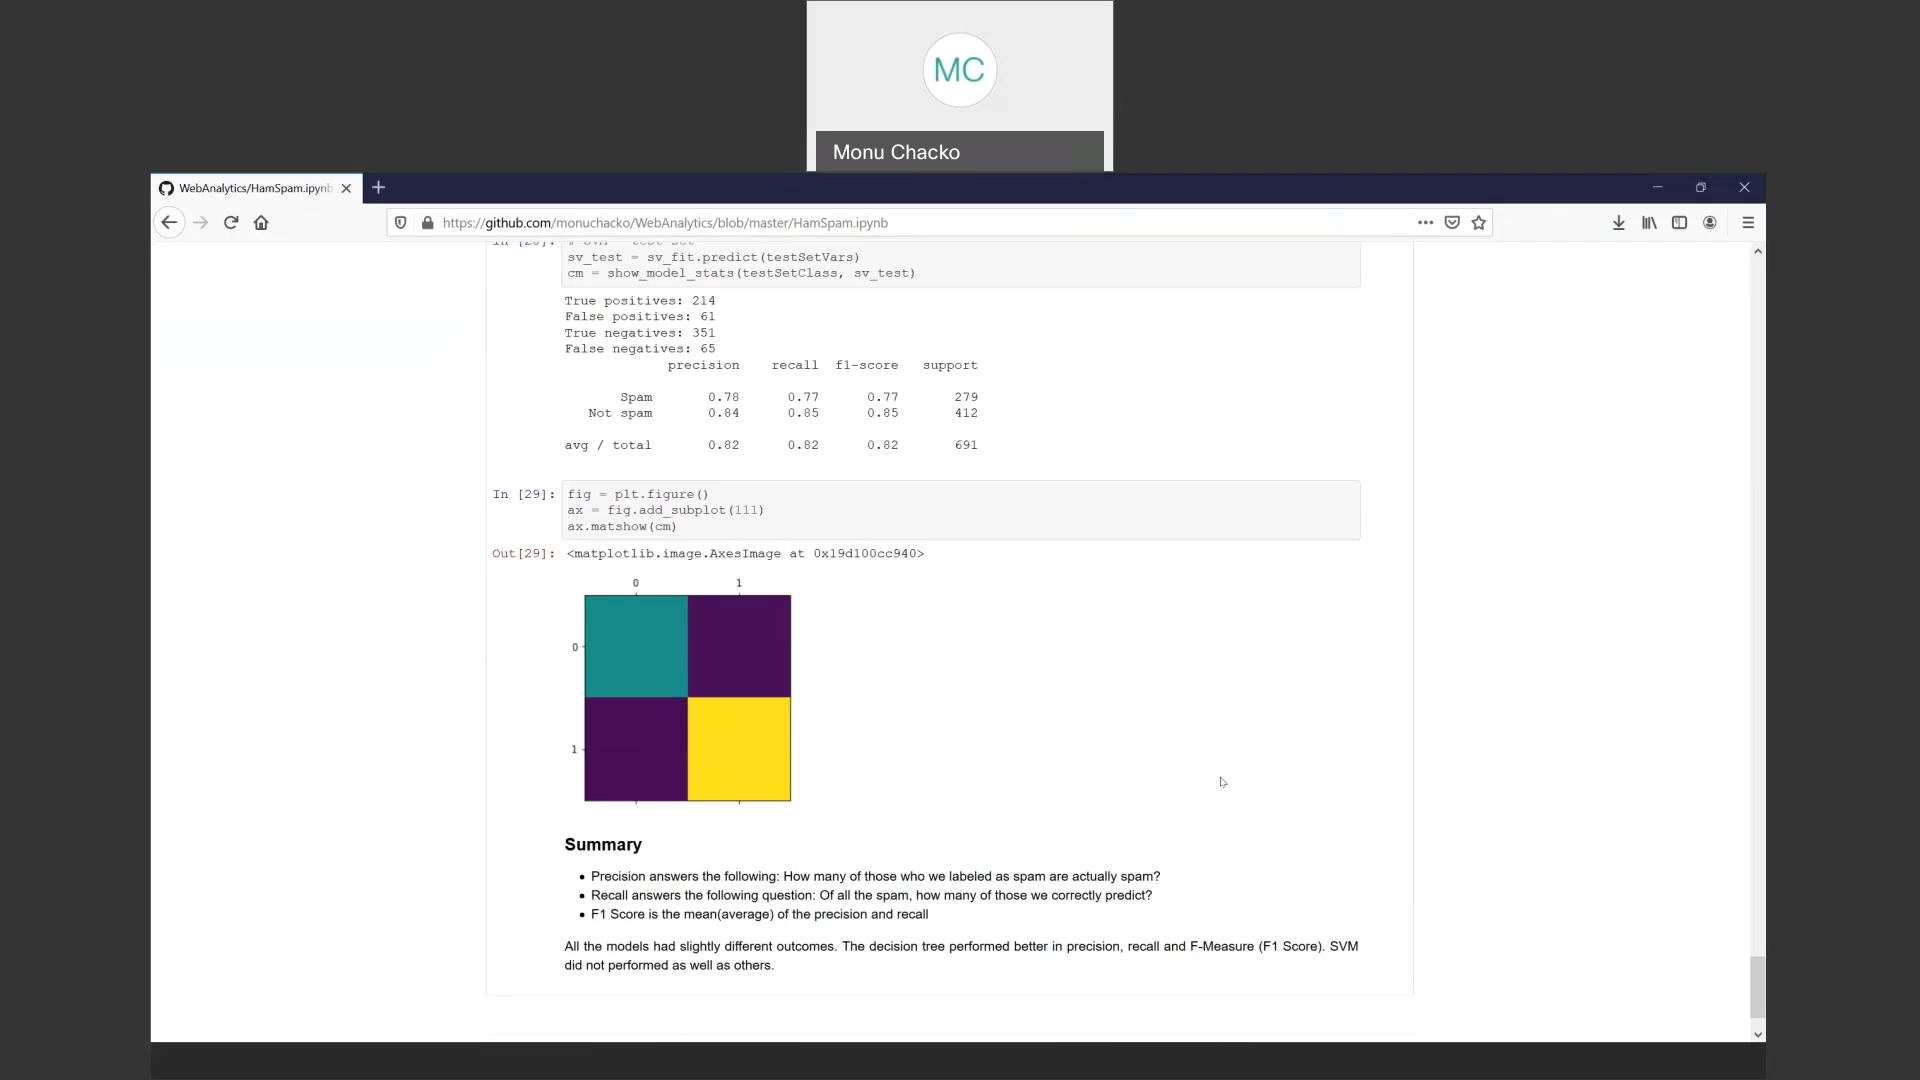 MC
Monu Chacko
WebAnalytics/HamSpam.ipynb
https://github.com/monuchacko/WebAnalytics/blob/master/HamSpam.ipynb
sv_test = sv_fit.predict(testSetVars)
cm = show_model_stats(testSetClass, sv_test)
True positives: 214
False positives: 61
True negatives: 351
False negatives: 65
precision recall f1-score support
Spam 0.78 0.77 0.77 279
Not spam 0.84 0.85 0.85 412
avg / total 0.82 0.82 0.82 691
In [29]: fig = plt.figure()
ax = fig.add_subplot(111)
ax.matshow(cm)
Out[29]: <matplotlib.image.AxesImage at 0x19d100cc940>
0 1
0
1
Summary
• Precision answers the following: How many of those who we labeled as spam are actually spam?
• Recall answers the following question: Of all the spam, how many of those we correctly predict?
• F1 Score is the mean(average) of the precision and recall
All the models had slightly different outcomes. The decision tree performed better in precision, recall and F-Measure (F1 Score). SVM
did not performed as well as others.